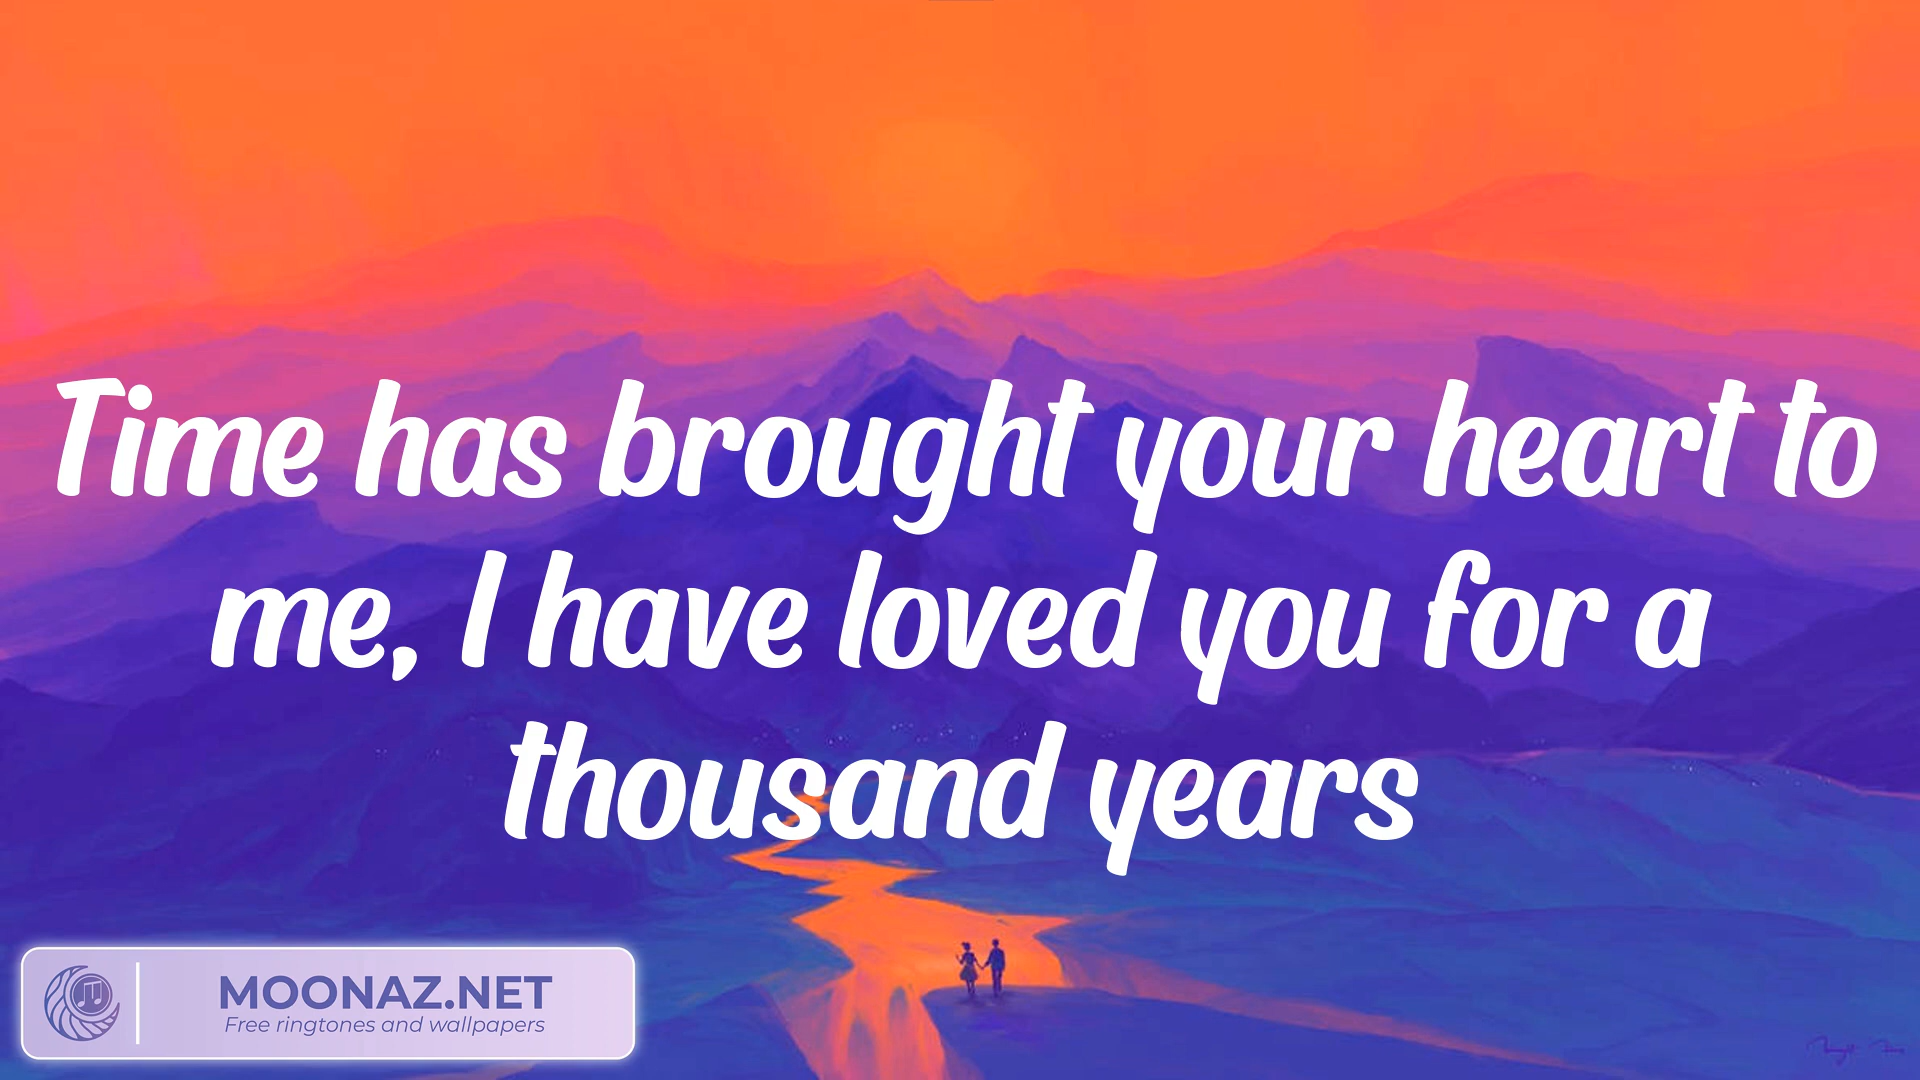 Time has brought your heart to
me, I have loved you for a
thousand years
MOONAZ.NET
Free ringtones and wallpapers